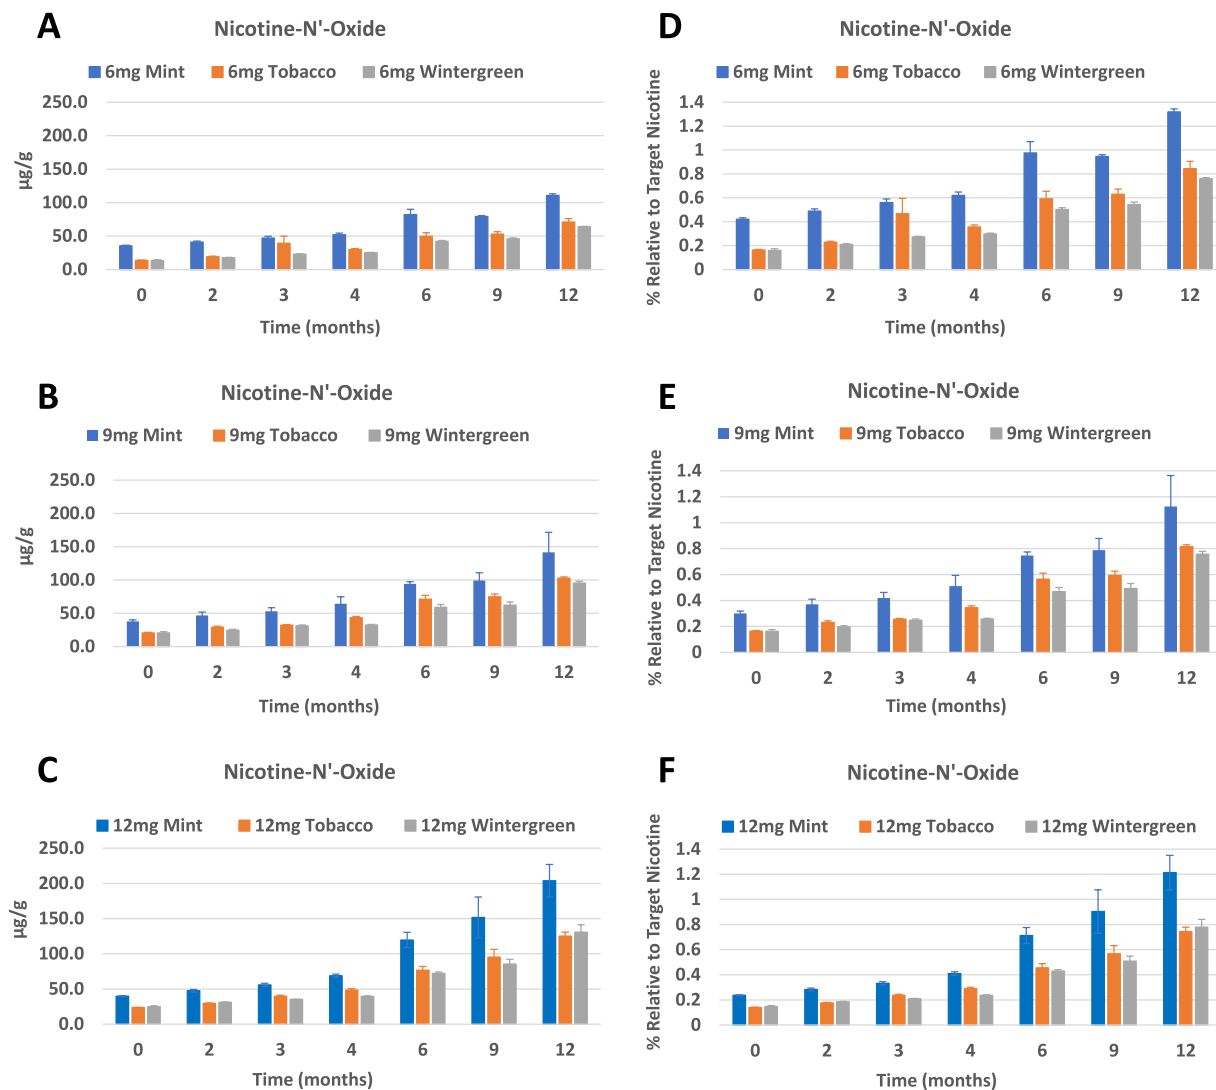 A
Nicotine-N'-Oxide
6mg Mint 6mg Tobacco 6mg Wintergreen
250.0
200.0
150.0
100.0
50.0
0.0
µg/g
0 2 3 4 6 9 12
Time (months)
D
Nicotine-N'-Oxide
6mg Mint 6mg Tobacco 6mg Wintergreen
1.4
1.2
1
0.8
0.6
0.4
0.2
0
% Relative to Target Nicotine
0 2 3 4 6 9 12
Time (months)
B
Nicotine-N'-Oxide
9mg Mint 9mg Tobacco 9mg Wintergreen
250.0
200.0
150.0
100.0
50.0
0.0
µg/g
0 2 3 4 6 9 12
Time (months)
E
Nicotine-N'-Oxide
9mg Mint 9mg Tobacco 9mg Wintergreen
1.4
1.2
1
0.8
0.6
0.4
0.2
0
% Relative to Target Nicotine
0 2 3 4 6 9 12
Time (months)
C
Nicotine-N'-Oxide
12mg Mint 12mg Tobacco 12mg Wintergreen
250.0
200.0
150.0
100.0
50.0
0.0
µg/g
0 2 3 4 6 9 12
Time (months)
F
Nicotine-N'-Oxide
12mg Mint 12mg Tobacco 12mg Wintergreen
1.4
1.2
1
0.8
0.6
0.4
0.2
0
% Relative to Target Nicotine
0 2 3 4 6 9 12
Time (months)